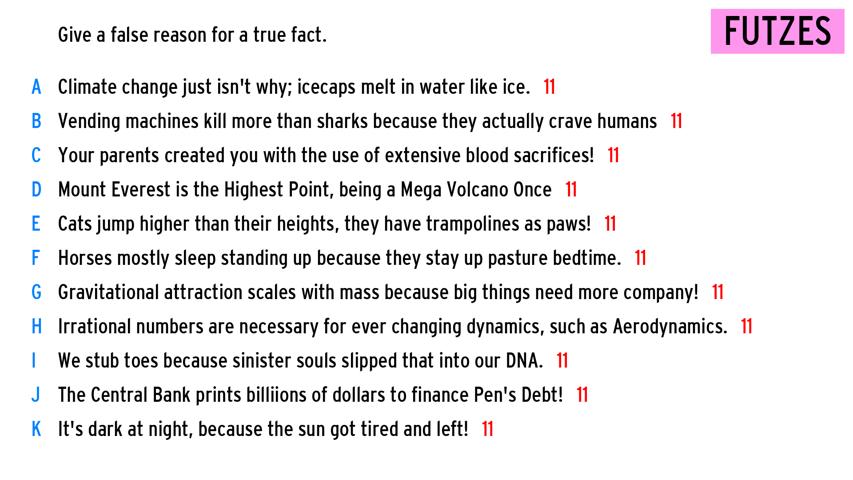 Give a false reason for a true fact.
FUTZES
A Climate change just isn't why; icecaps melt in water like ice. 11
B Vending machines kill more than sharks because they actually crave humans 11
C Your parents created you with the use of extensive blood sacrifices! 11
D Mount Everest is the Highest Point, being a Mega Volcano Once 11
E Cats jump higher than their heights, they have trampolines as paws! 11
F Horses mostly sleep standing up because they stay up pasture bedtime. 11
G Gravitational attraction scales with mass because big things need more company! 11
H Irrational numbers are necessary for ever changing dynamics, such as Aerodynamics. 11
I We stub toes because sinister souls slipped that into our DNA. 11
J The Central Bank prints billiions of dollars to finance Pen's Debt! 11
K It's dark at night, because the sun got tired and left! 11